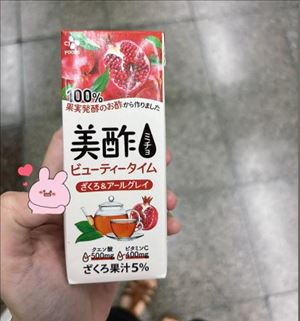 CJ
FOODS
100%
果実発酵のお酢から作りました
美酢
ミチョ
ビューティータイム
ざくろ&アールグレイ
クエン酸
500mg
ビタミンC
400mg
ざくろ果汁5%